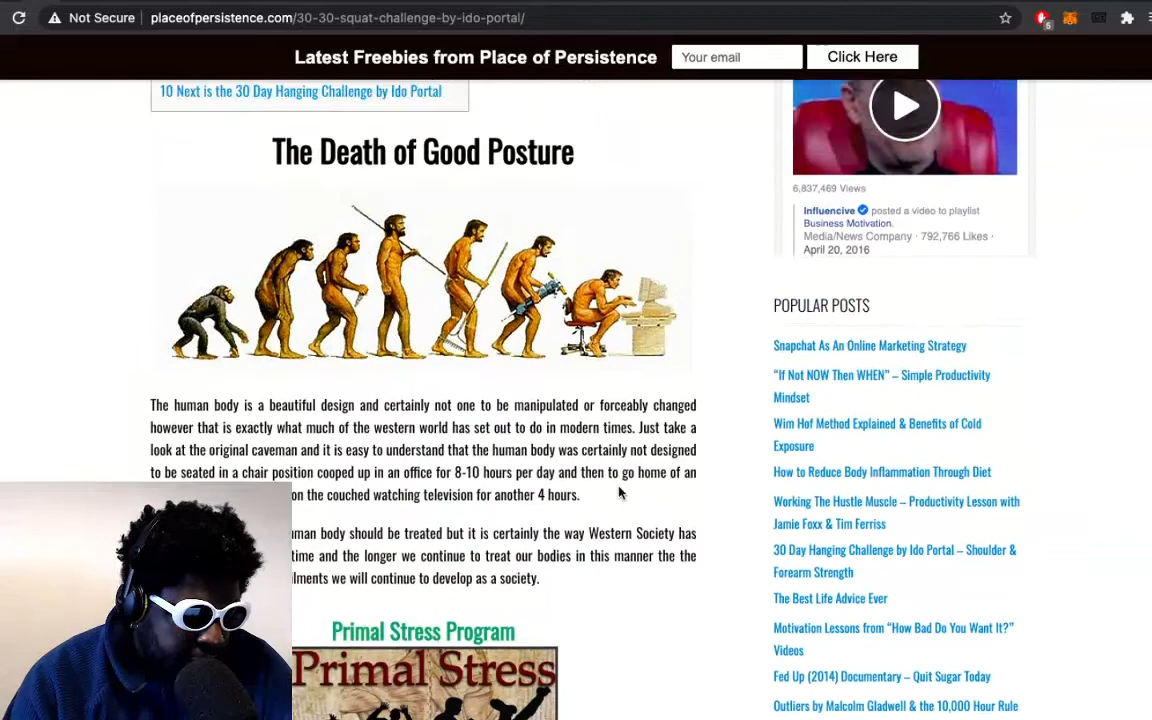 Not Secure
placeofpersistence.com/30-30-squat-challenge-by-ido-portal/
5
Latest Freebies from Place of Persistence
Your email
Click Here
10 Next is the 30 Day Hanging Challenge by Ido Portal
The Death of Good Posture
The human body is a beautiful design and certainly not one to be manipulated or forceably changed
however that is exactly what much of the western world has set out to do in modern times. Just take a
look at the original caveman and it is easy to understand that the human body was certainly not designed
to be seated in a chair position cooped up in an office for 8-10 hours per day and then to go home of an
on the couched watching television for another 4 hours.
uman body should be treated but it is certainly the way Western Society has
time and the longer we continue to treat our bodies in this manner the the
ilments we will continue to develop as a society.
Primal Stress Program
Primal Stress
6,837,469 Views
Influencive posted a video to playlist
Business Motivation.
Media/News Company · 792,766 Likes ·
April 20, 2016
POPULAR POSTS
Snapchat As An Online Marketing Strategy
“If Not NOW Then WHEN” – Simple Productivity
Mindset
Wim Hof Method Explained & Benefits of Cold
Exposure
How to Reduce Body Inflammation Through Diet
Working The Hustle Muscle – Productivity Lesson with
Jamie Foxx & Tim Ferriss
30 Day Hanging Challenge by Ido Portal – Shoulder &
Forearm Strength
The Best Life Advice Ever
Motivation Lessons from “How Bad Do You Want It?”
Videos
Fed Up (2014) Documentary – Quit Sugar Today
Outliers by Malcolm Gladwell & the 10,000 Hour Rule